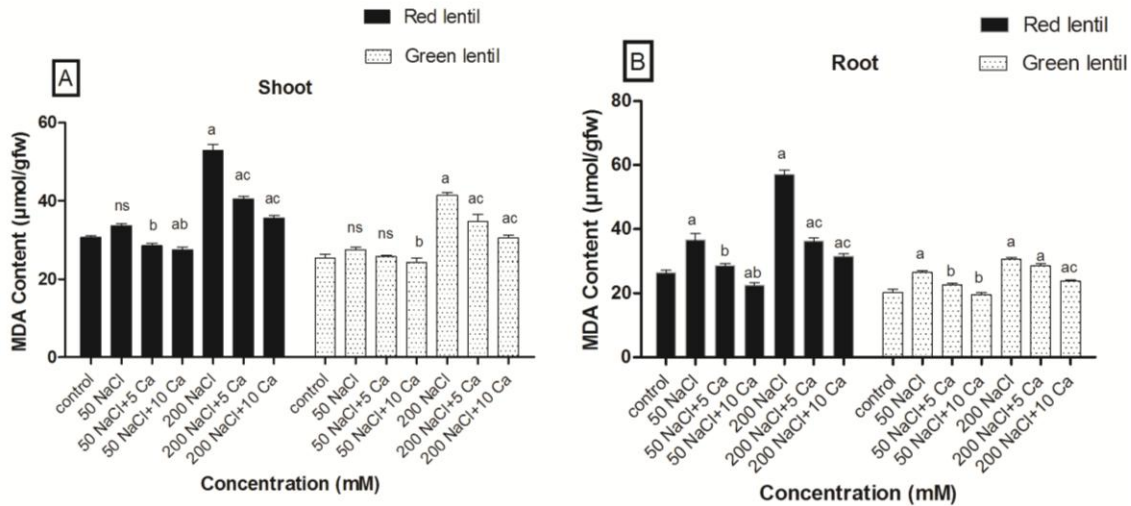 Red lentil
Green lentil
A
Shoot
MDA Content (µmol/gfw)
60
40
20
0
a
ns
ac
ac
b
ab
a
ac
ac
ns
ns
b
control
50 NaCl
50 NaCl+5 Ca
50 NaCl+10 Ca
200 NaCl
200 NaCl+5 Ca
200 NaCl+10 Ca
control
50 NaCl
50 NaCl+5 Ca
50 NaCl+10 Ca
200 NaCl
200 NaCl+5 Ca
200 NaCl+10 Ca
Concentration (mM)
Red lentil
Green lentil
B
Root
MDA Content (µmol/gfw)
80
60
40
20
0
a
b
ab
a
ac
ac
a
b
b
a
a
ac
control
50 NaCl
50 NaCl+5 Ca
50 NaCl+10 Ca
200 NaCl
200 NaCl+5 Ca
200 NaCl+10 Ca
control
50 NaCl
50 NaCl+5 Ca
50 NaCl+10 Ca
200 NaCl
200 NaCl+5 Ca
200 NaCl+10 Ca
Concentration (mM)